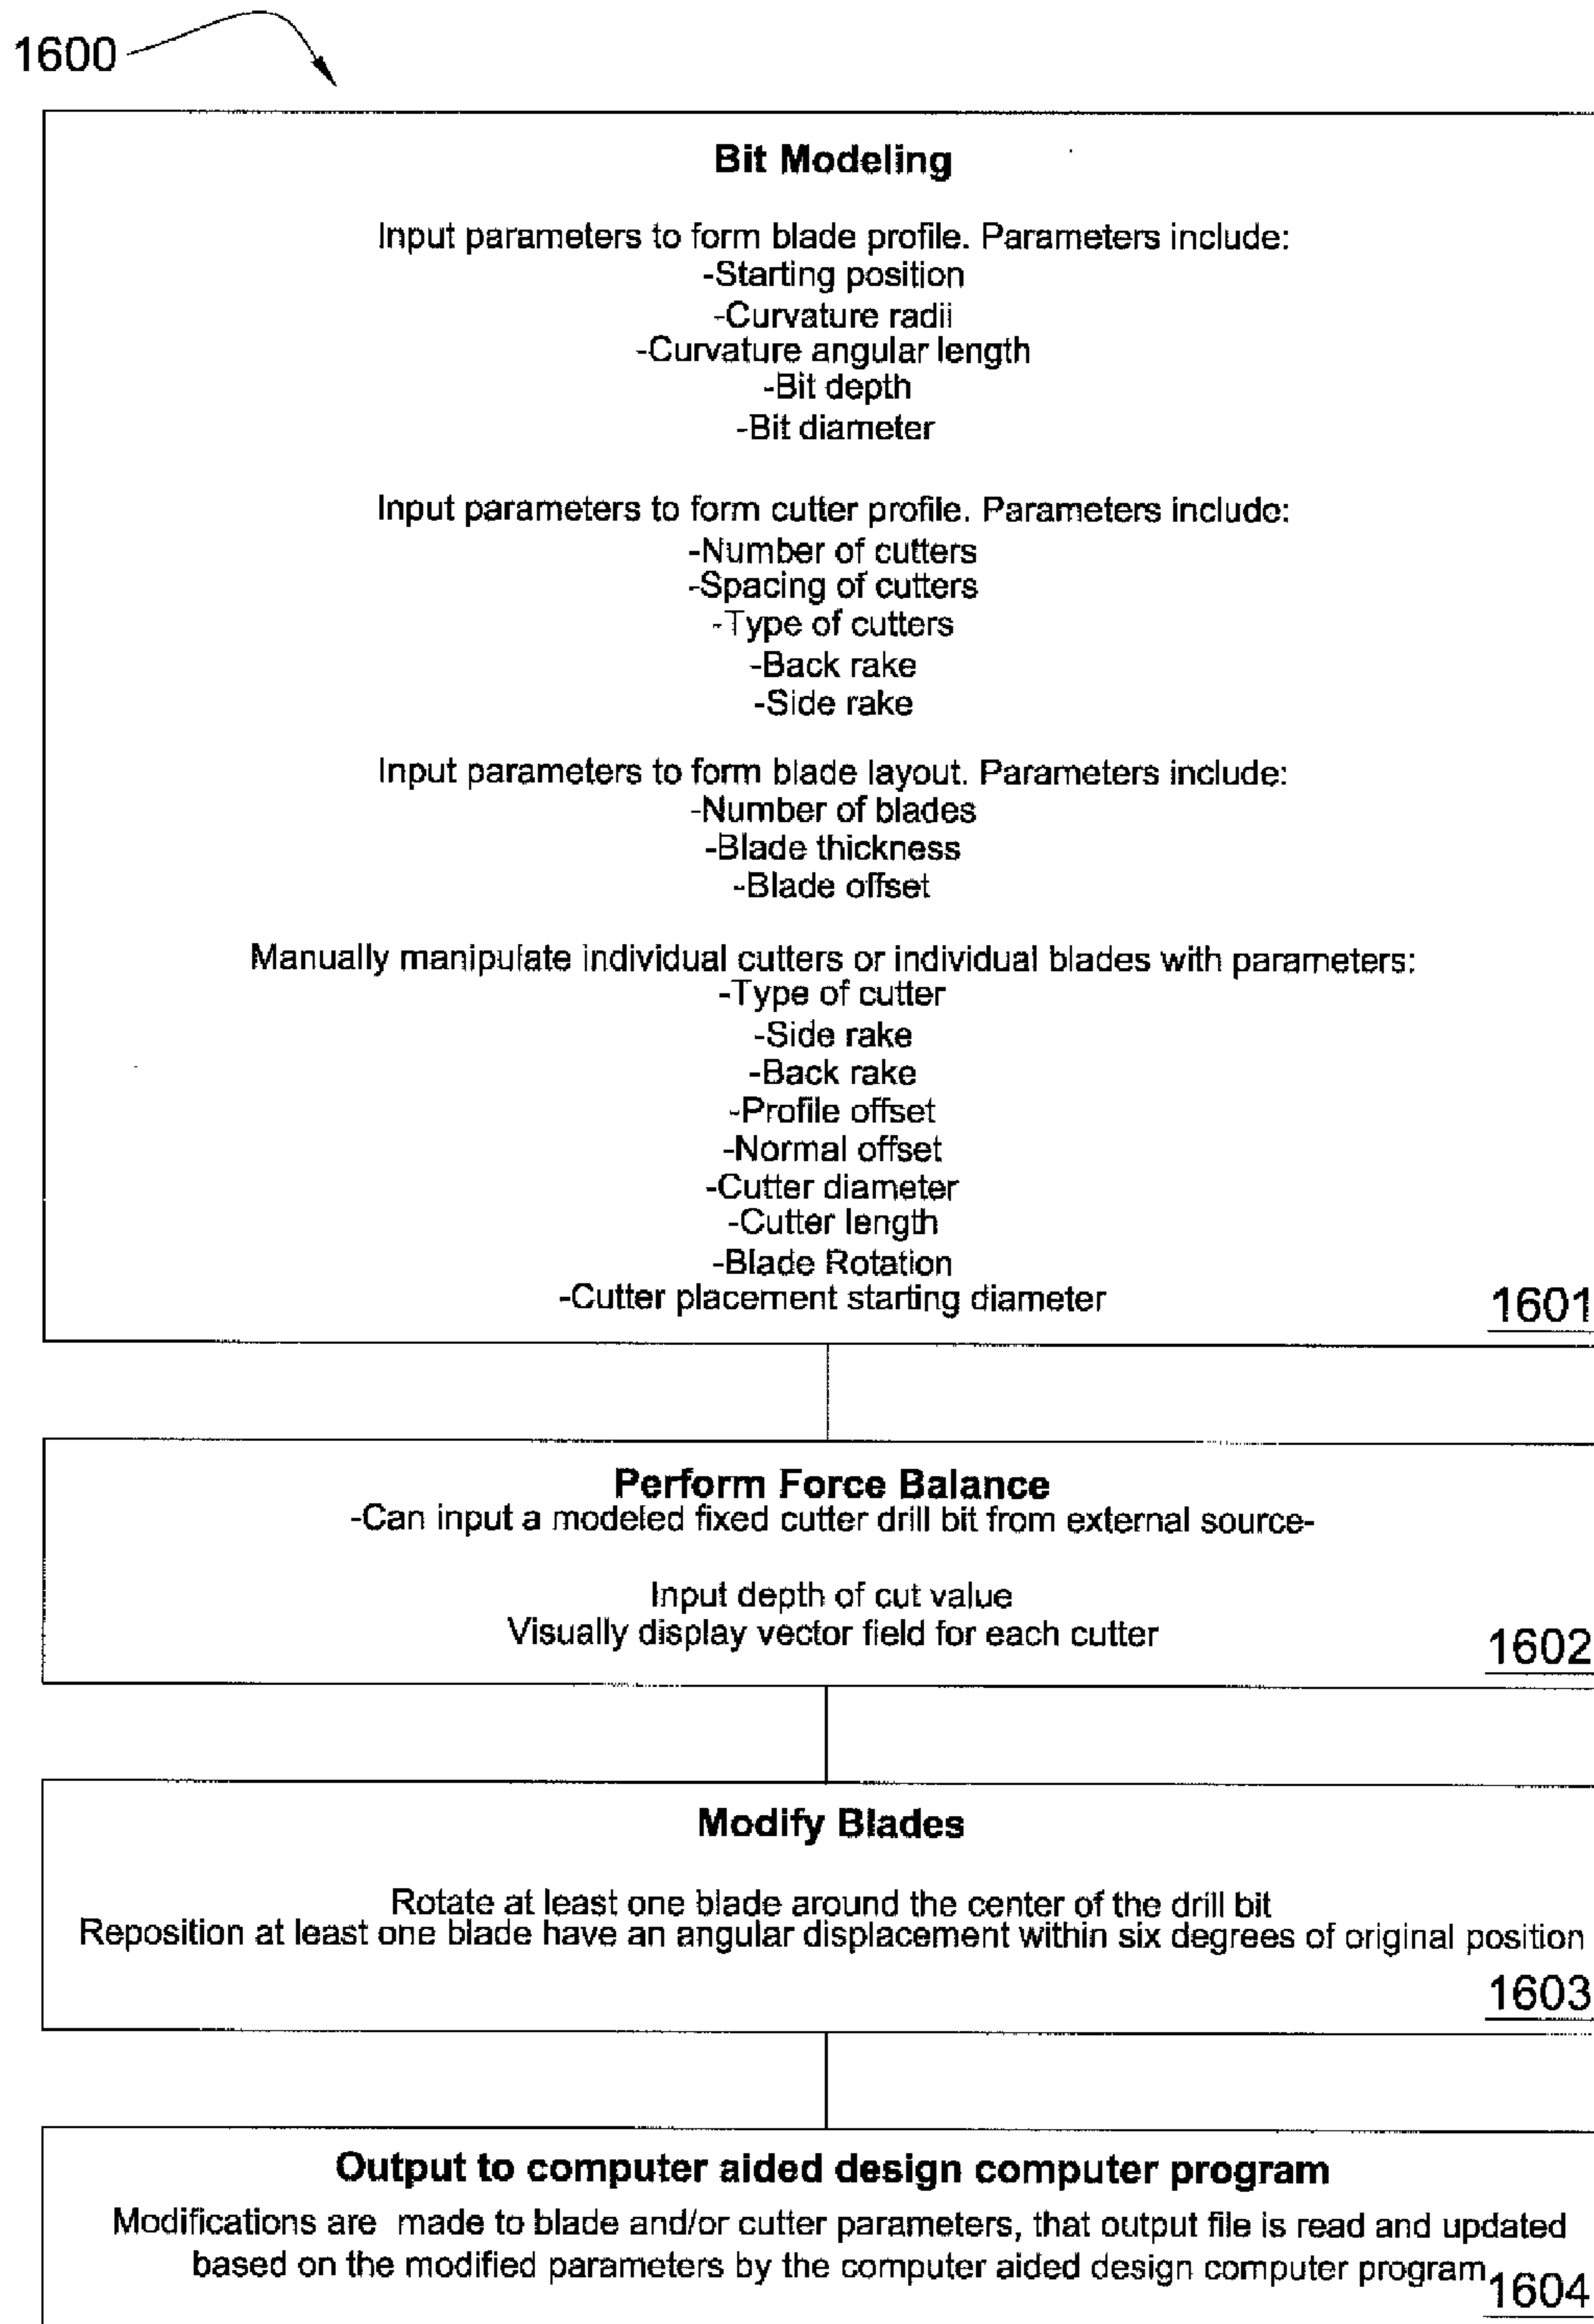 1600
Bit Modeling
Input parameters to form blade profile. Parameters include:
-Starting position
-Curvature radii
-Curvature angular length
-Bit depth
-Bit diameter
Input parameters to form cutter profile. Parameters include:
-Number of cutters
-Spacing of cutters
-Type of cutters
-Back rake
-Side rake
Input parameters to form blade layout. Parameters include:
-Number of blades
-Blade thickness
-Blade offset
Manually manipulate individual cutters or individual blades with parameters:
-Type of cutter
-Side rake
-Back rake
-Profile offset
-Normal offset
-Cutter diameter
-Cutter length
-Blade Rotation
-Cutter placement starting diameter
1601
Perform Force Balance
-Can input a modeled fixed cutter drill bit from external source-
Input depth of cut value
Visually display vector field for each cutter
1602
Modify Blades
Rotate at least one blade around the center of the drill bit
Reposition at least one blade have an angular displacement within six degrees of original position
1603
Output to computer aided design computer program
Modifications are made to blade and/or cutter parameters, that output file is read and updated
based on the modified parameters by the computer aided design computer program
1604